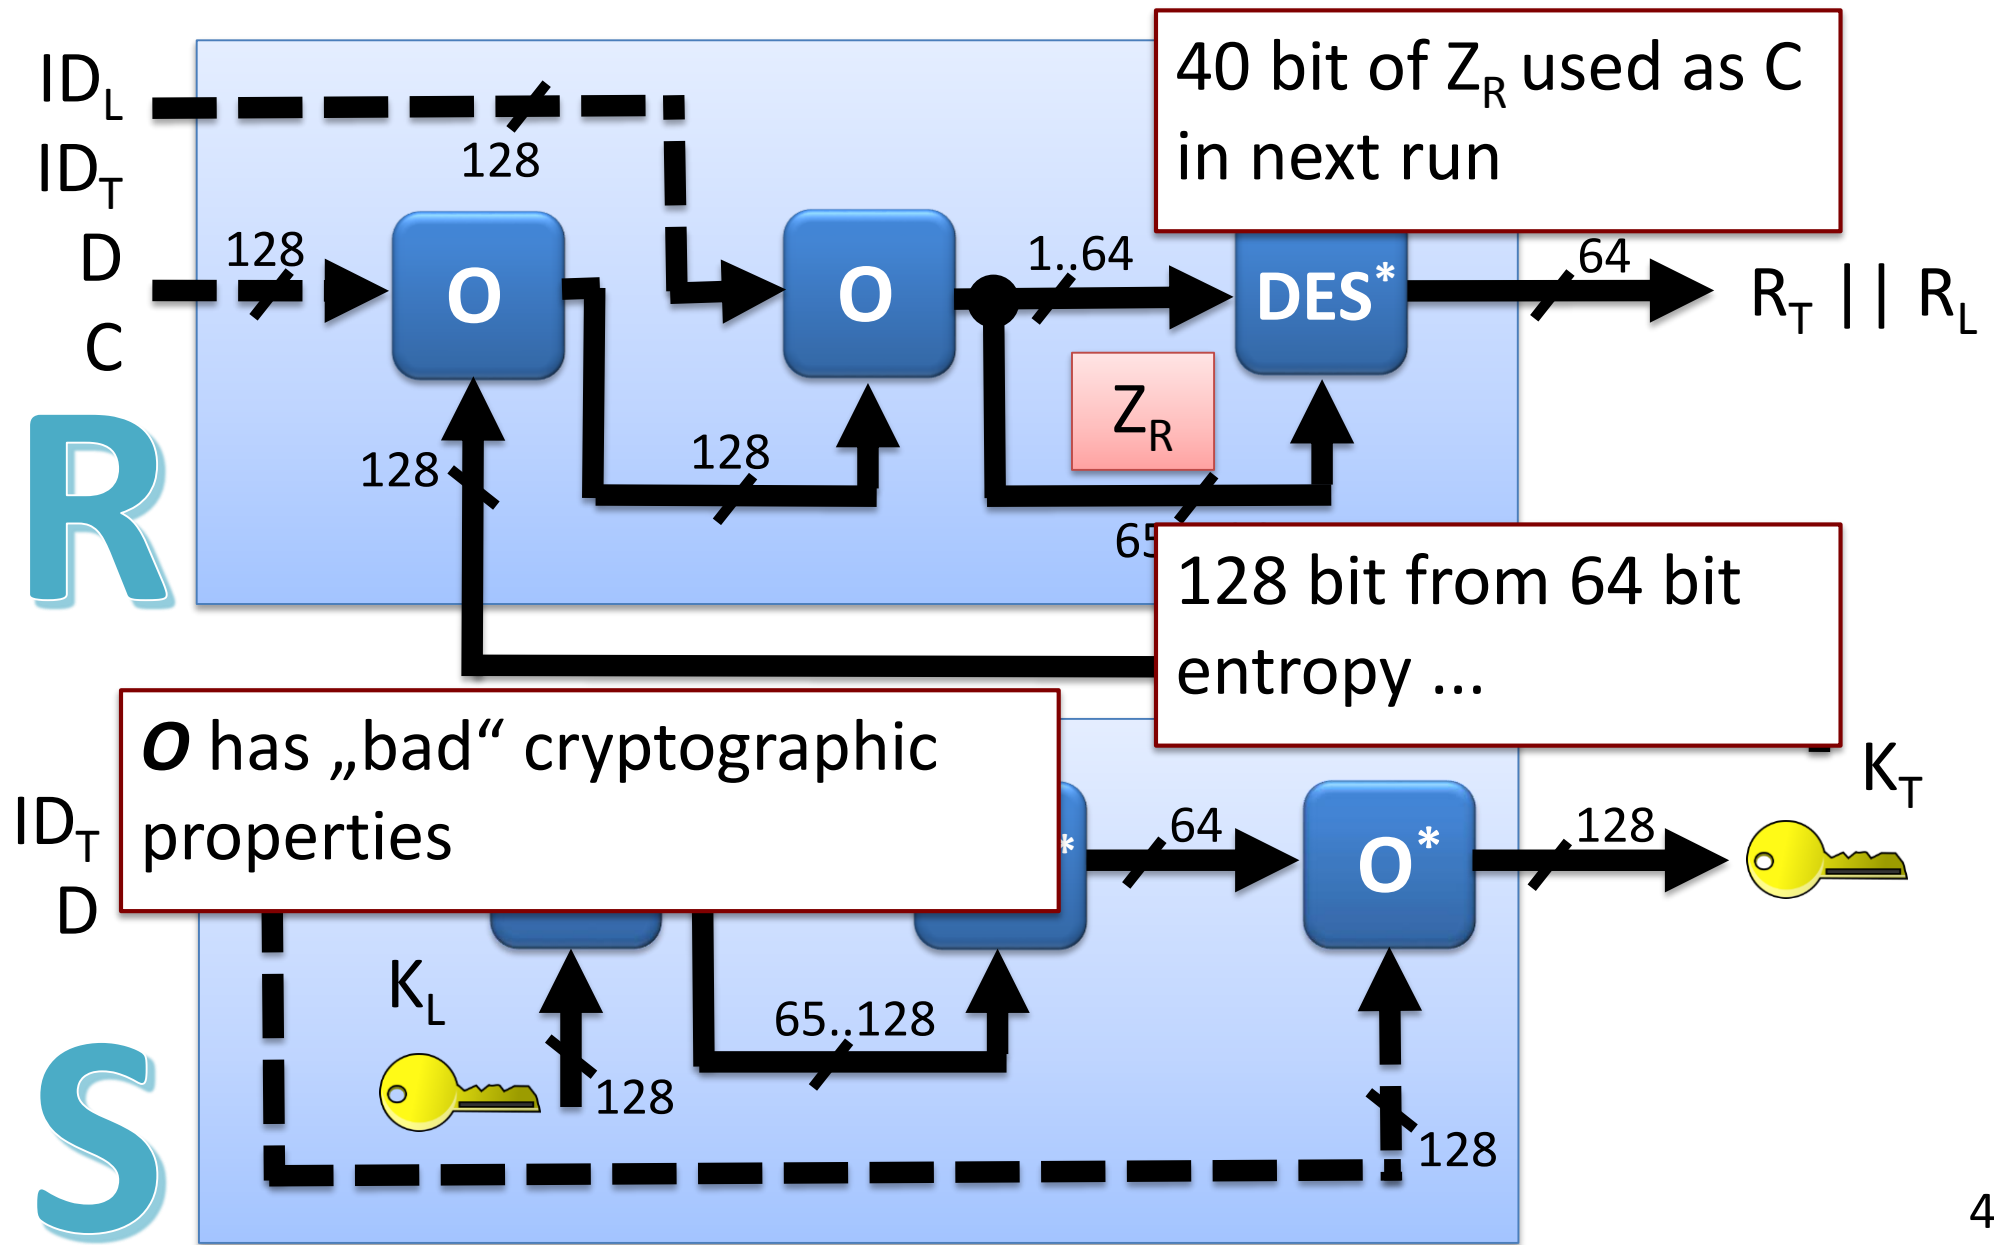 ID_L
128
40 bit of Z_R used as C
in next run
ID_T
D
128
O
O
1..64
DES*
64
R_T || R_L
C
Z_R
R
128
128
65
128 bit from 64 bit
entropy ...
O has „bad“ cryptographic
properties
K_T
ID_T
*
64
O*
128
D
K_L
65..128
128
128
S
4